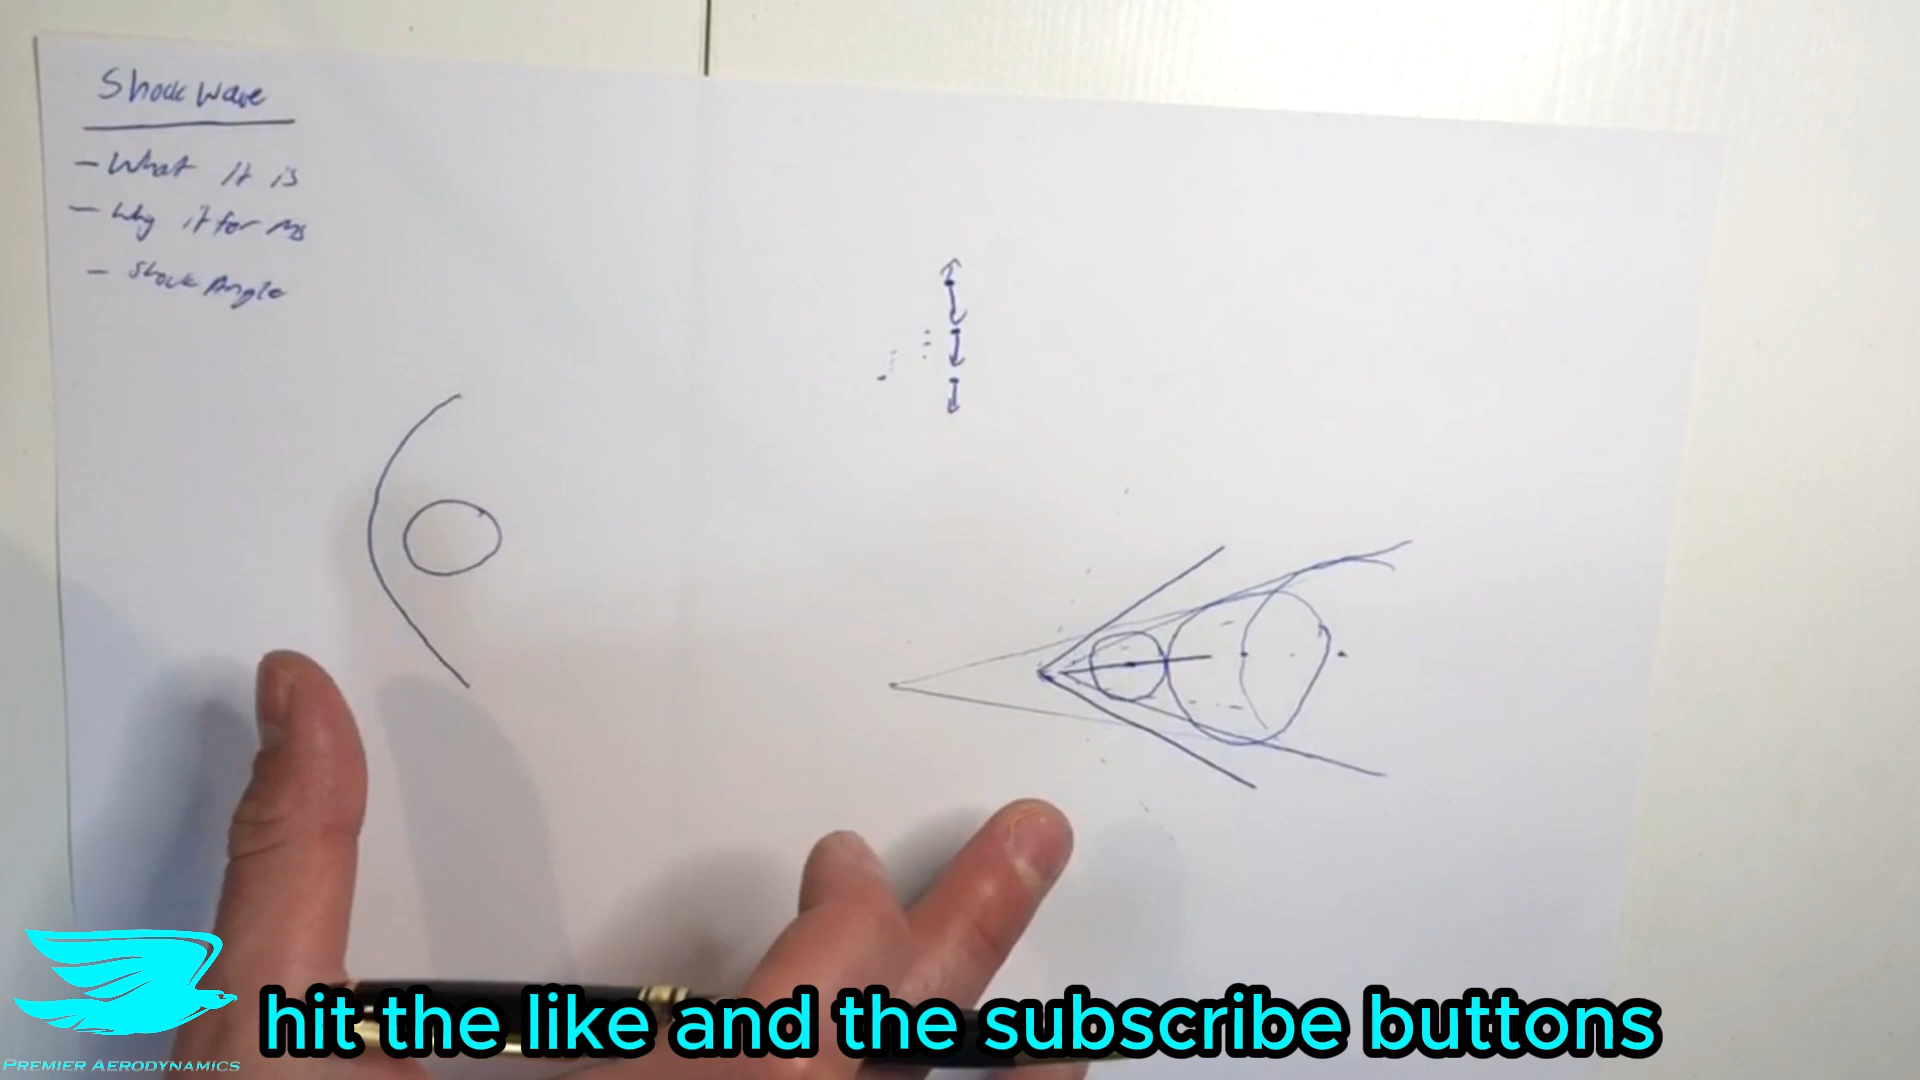 Shock Wave
- What It is
- Why it forms
- Shock Angle
hit the like and the subscribe buttons
PREMIER AERODYNAMICS